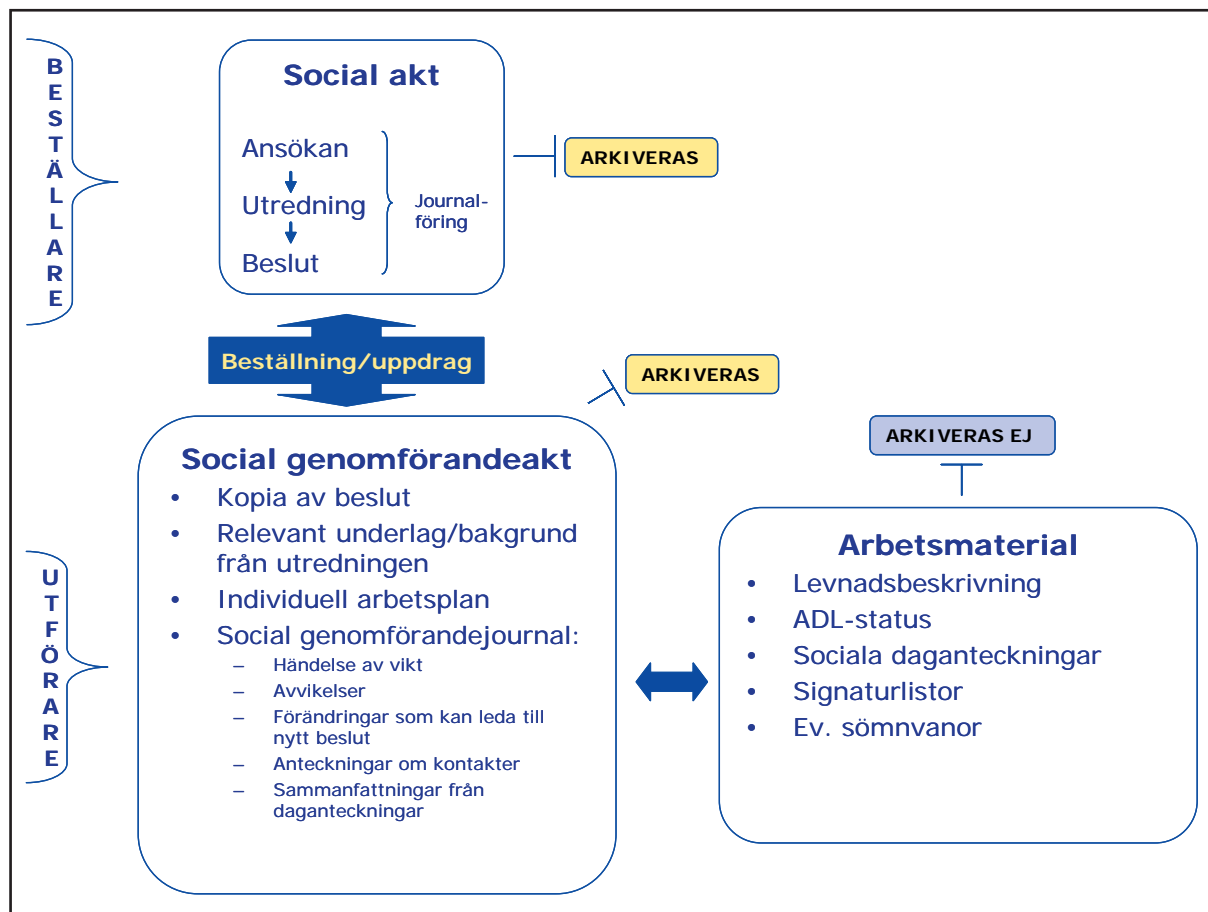 BESTÄLLARE
Social akt
Ansökan
Utredning
Beslut
Journal-
föring
ARKIVERAS
Beställning/uppdrag
ARKIVERAS
UTFÖRARE
Social genomförandeakt
• Kopia av beslut
• Relevant underlag/bakgrund
från utredningen
• Individuell arbetsplan
• Social genomförandejournal:
– Händelse av vikt
– Avvikelser
– Förändringar som kan leda till
nytt beslut
– Anteckningar om kontakter
– Sammanfattningar från
daganteckningar
ARKIVERAS EJ
Arbetsmaterial
• Levnadsbeskrivning
• ADL-status
• Sociala daganteckningar
• Signaturlistor
• Ev. sömnvanor